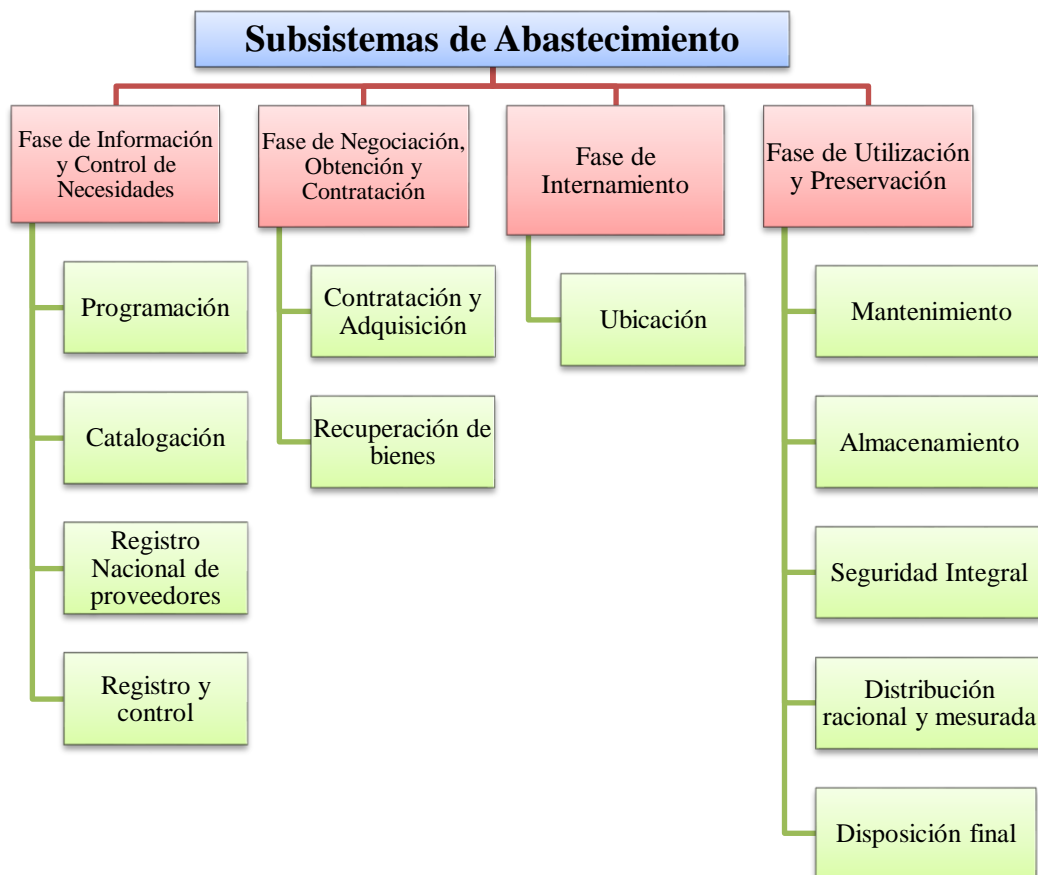 Subsistemas de Abastecimiento
Fase de Información
y Control de
Necesidades
Programación
Catalogación
Registro
Nacional de
proveedores
Registro y
control
Fase de Negociación,
Obtención y
Contratación
Contratación y
Adquisición
Recuperación de
bienes
Fase de
Internamiento
Ubicación
Fase de Utilización
y Preservación
Mantenimiento
Almacenamiento
Seguridad Integral
Distribución
racional y mesurada
Disposición final